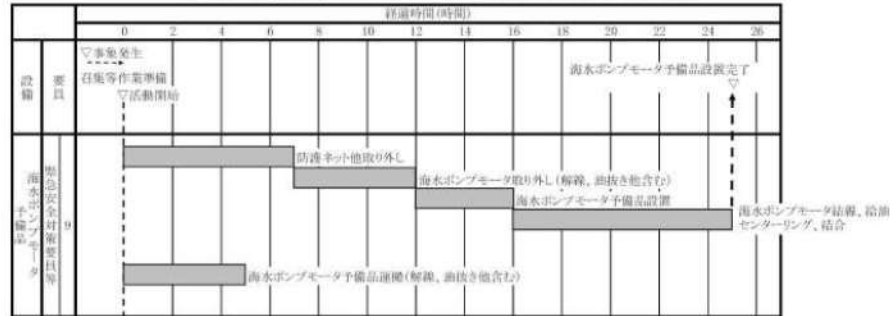 経過時間(時間)
0 2 4 6 8 10 12 14 16 18 20 22 24 26
設備
要員
▽事象発生
召集等作業準備
▽活動開始
海水ポンプモータ予備品設置完了
▽
海水ポンプモータ予備品
緊急安全対策要員等
9
防護ネット他取り外し
海水ポンプモータ取り外し(解線、油抜き他含む)
海水ポンプモータ予備品設置
海水ポンプモータ結線、給油
センターリング、結合
海水ポンプモータ予備品運搬(解線、油抜き他含む)